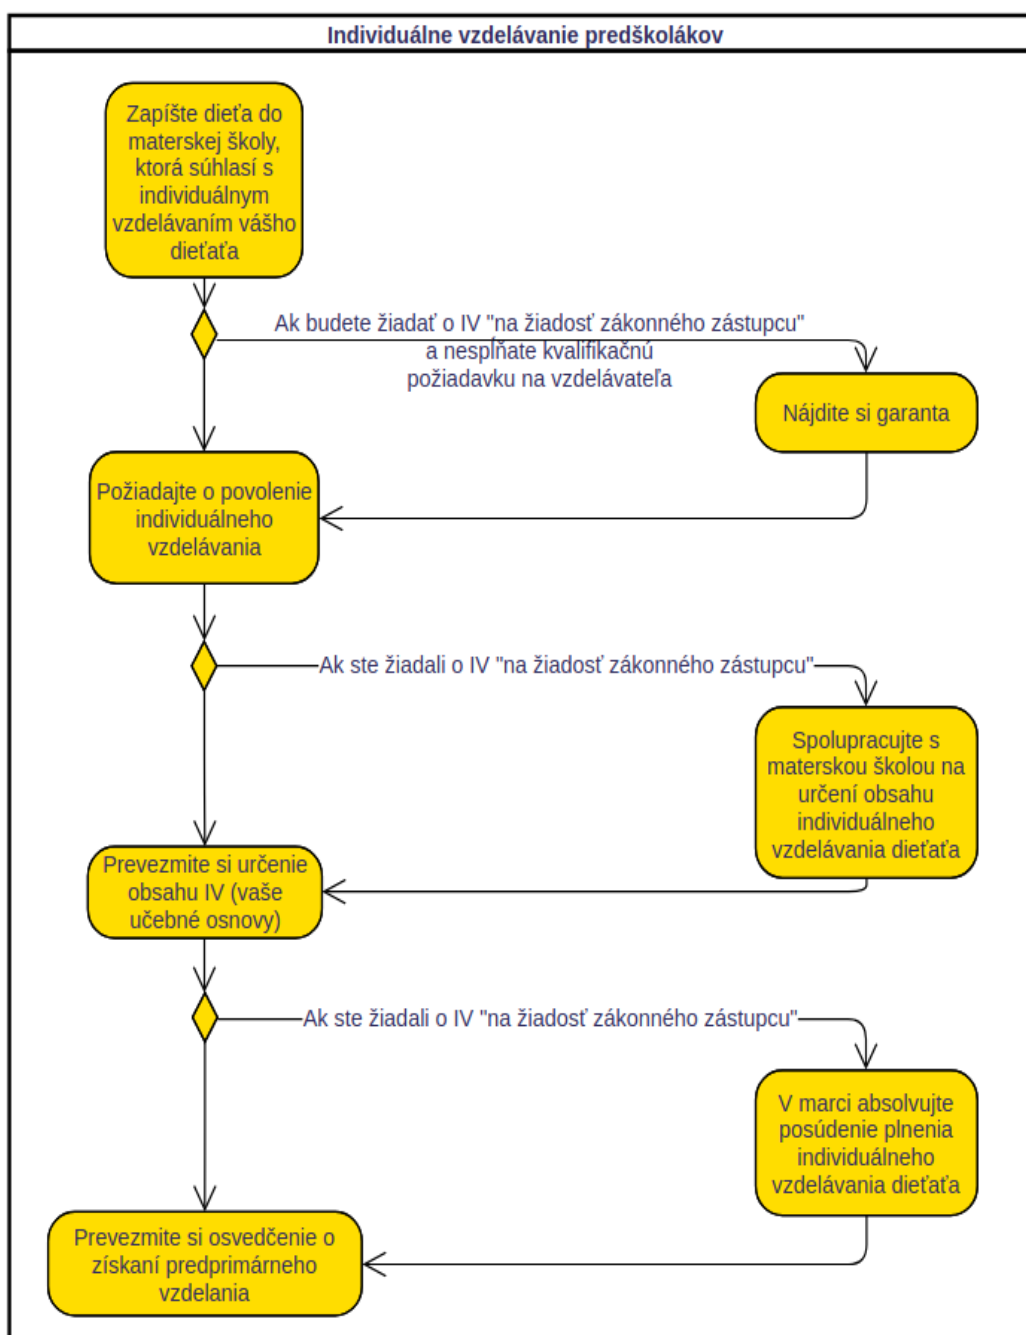 Individuálne vzdelávanie predškolákov
Zapíšte dieťa do
materskej školy,
ktorá súhlasí s
individuálnym
vzdelávaním vášho
dieťaťa
Ak budete žiadať o IV "na žiadosť zákonného zástupcu"
a nespĺňate kvalifikačnú
požiadavku na vzdelávateľa
Nájdite si garanta
Požiadajte o povolenie
individuálneho
vzdelávania
Ak ste žiadali o IV "na žiadosť zákonného zástupcu"
Spolupracujte s
materskou školou na
určení obsahu
individuálneho
vzdelávania dieťaťa
Prevezmite si určenie
obsahu IV (vaše
učebné osnovy)
Ak ste žiadali o IV "na žiadosť zákonného zástupcu"
V marci absolvujte
posúdenie plnenia
individuálneho
vzdelávania dieťaťa
Prevezmite si osvedčenie o
získaní predprimárneho
vzdelania